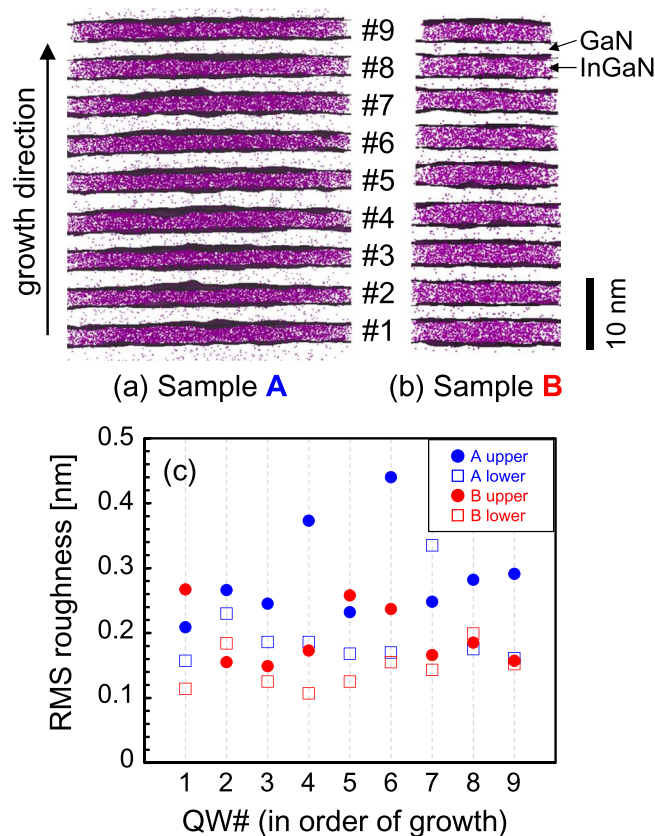 growth direction
#9
#8
#7
#6
#5
#4
#3
#2
#1
GaN
InGaN
10 nm
(a) Sample A
(b) Sample B
(c)
A upper
A lower
B upper
B lower
RMS roughness [nm]
0.5
0.4
0.3
0.2
0.1
0
1 2 3 4 5 6 7 8 9
QW# (in order of growth)